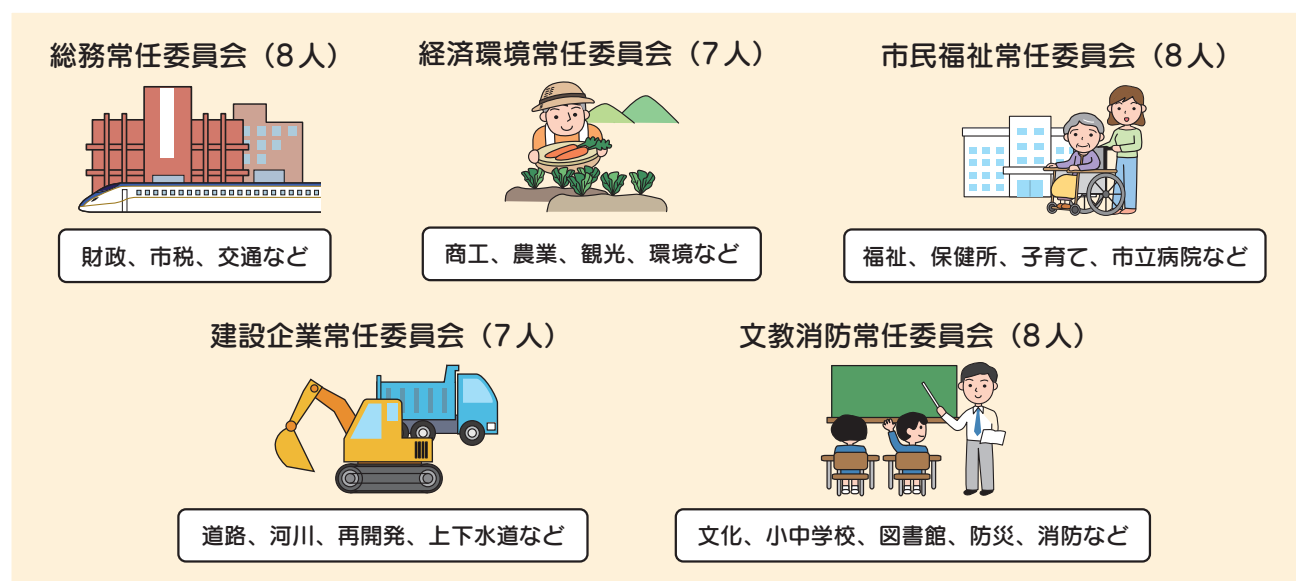 総務常任委員会（8人）
経済環境常任委員会（7人）
市民福祉常任委員会（8人）
財政、市税、交通など
商工、農業、観光、環境など
福祉、保健所、子育て、市立病院など
建設企業常任委員会（7人）
文教消防常任委員会（8人）
道路、河川、再開発、上下水道など
文化、小中学校、図書館、防災、消防など